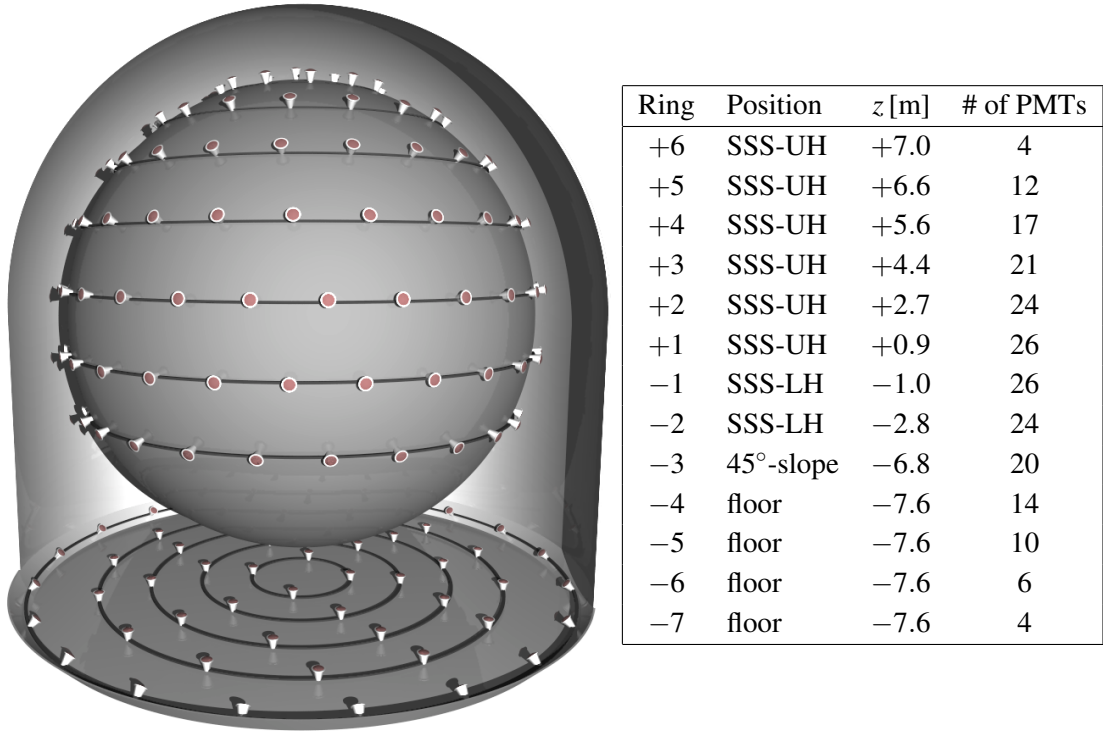 Ring Position z [m] # of PMTs
+6 SSS-UH +7.0 4
+5 SSS-UH +6.6 12
+4 SSS-UH +5.6 17
+3 SSS-UH +4.4 21
+2 SSS-UH +2.7 24
+1 SSS-UH +0.9 26
−1 SSS-LH −1.0 26
−2 SSS-LH −2.8 24
−3 45°-slope −6.8 20
−4 floor −7.6 14
−5 floor −7.6 10
−6 floor −7.6 6
−7 floor −7.6 4